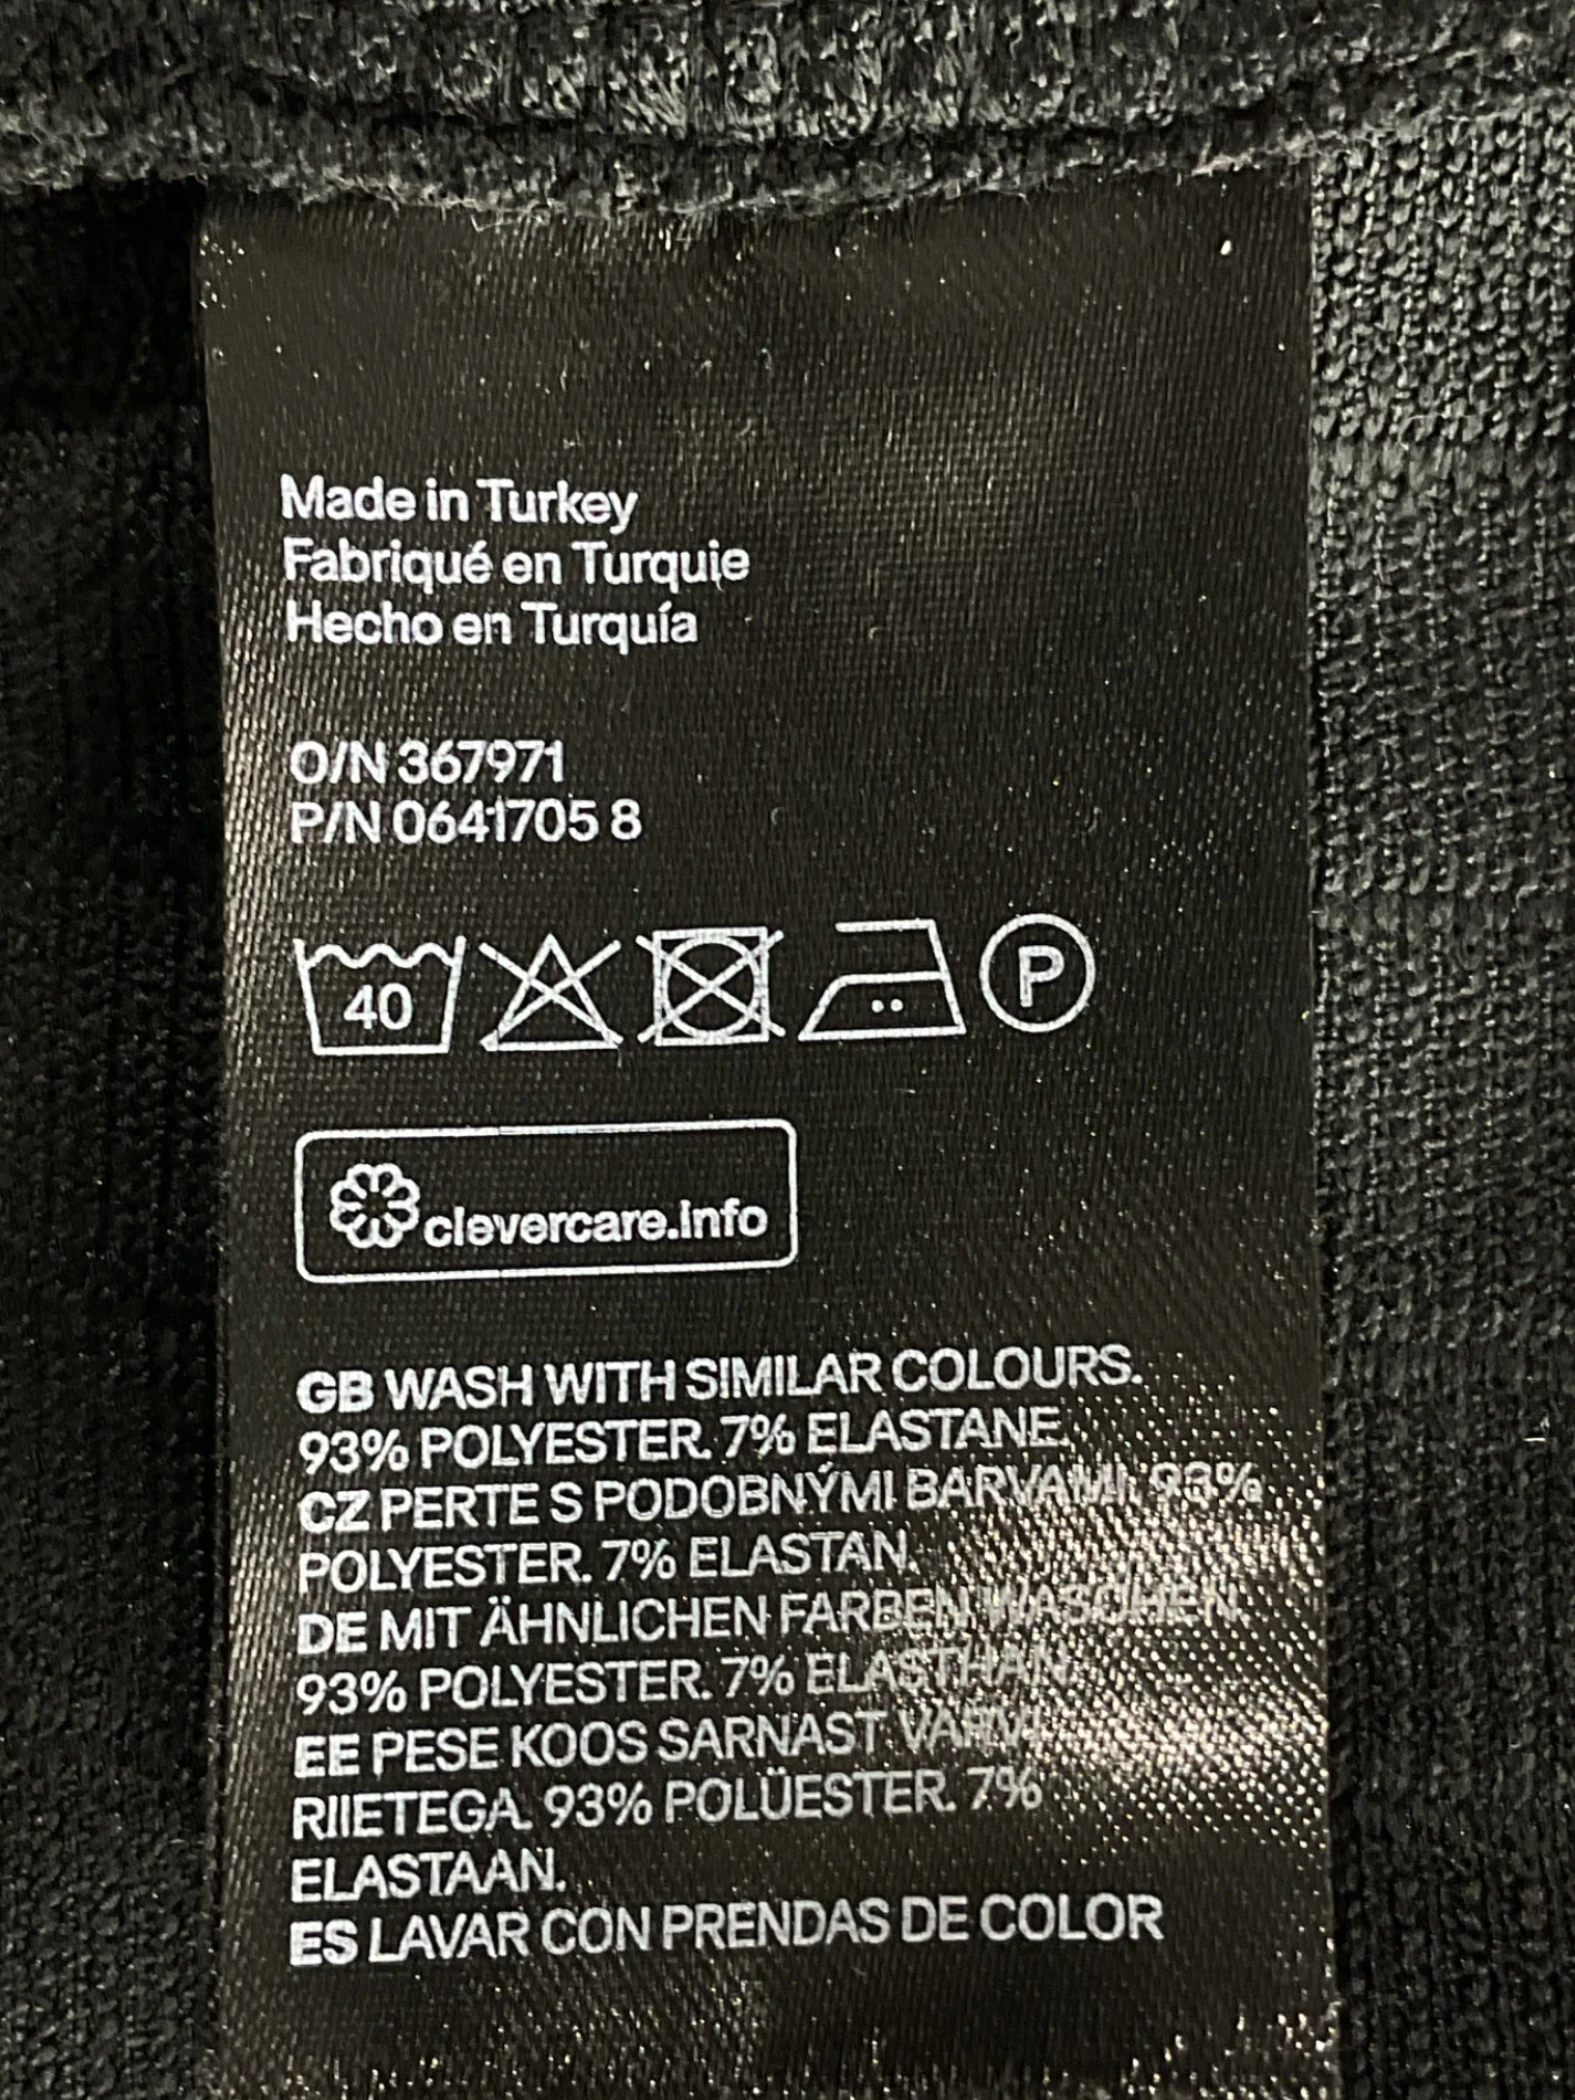 Made in Turkey
Fabriqué en Turquie
Hecho en Turquía
O/N 367971
P/N 0641705 8
40
P
clevercare.info
GB WASH WITH SIMILAR COLOURS.
93% POLYESTER. 7% ELASTANE.
CZ PERTE S PODOBNÝMI BARVAMI. 93%
POLYESTER. 7% ELASTAN.
DE MIT ÄHNLICHEN FARBEN WASCHEN.
93% POLYESTER. 7% ELASTHAN.
EE PESE KOOS SARNAST VÄRVI
RIIETEGA. 93% POLÜESTER. 7%
ELASTAAN.
ES LAVAR CON PRENDAS DE COLOR